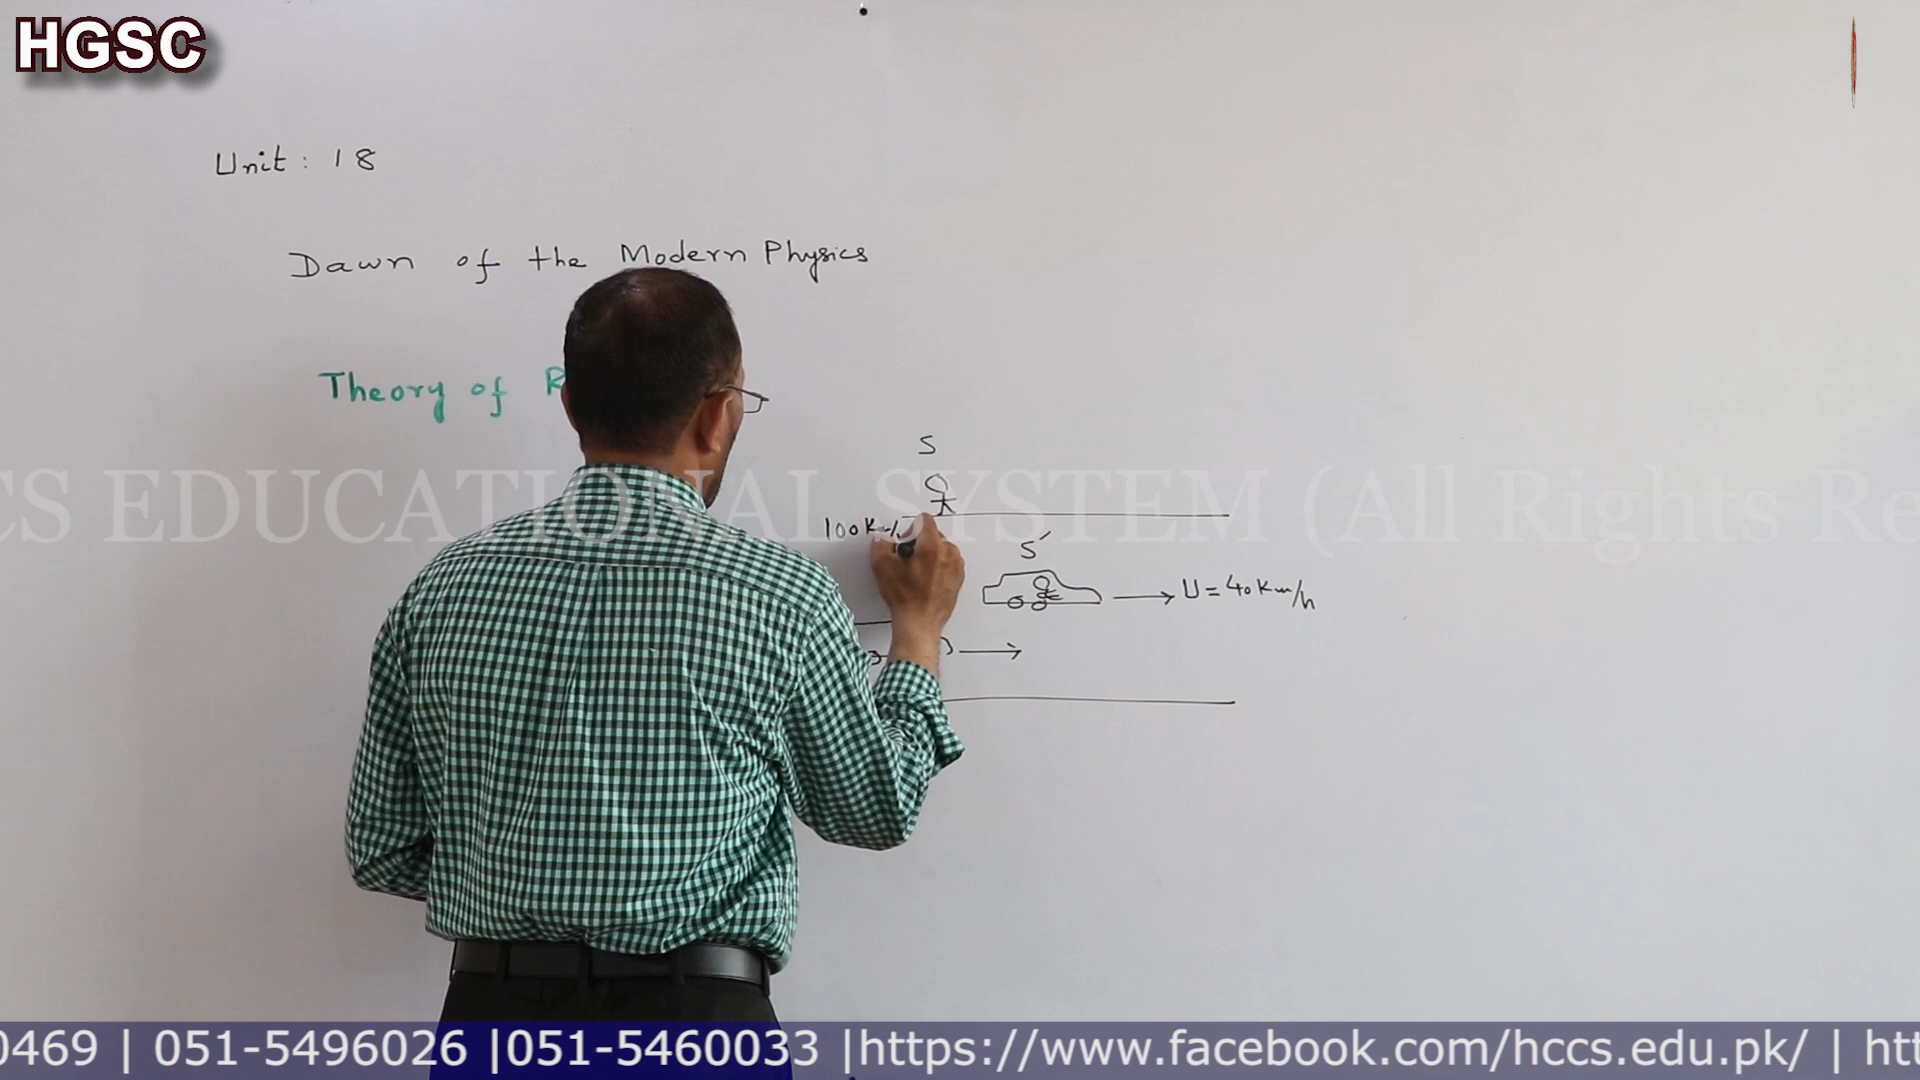 HGSC
Unit : 18
Dawn of the Modern Physics
Theory of
S
100 Km/h
S′
U = 40 Km/h
CS EDUCATIONAL SYSTEM (All Rights Re
0469 | 051-5496026 |051-5460033 |https://www.facebook.com/hccs.edu.pk/ | htt